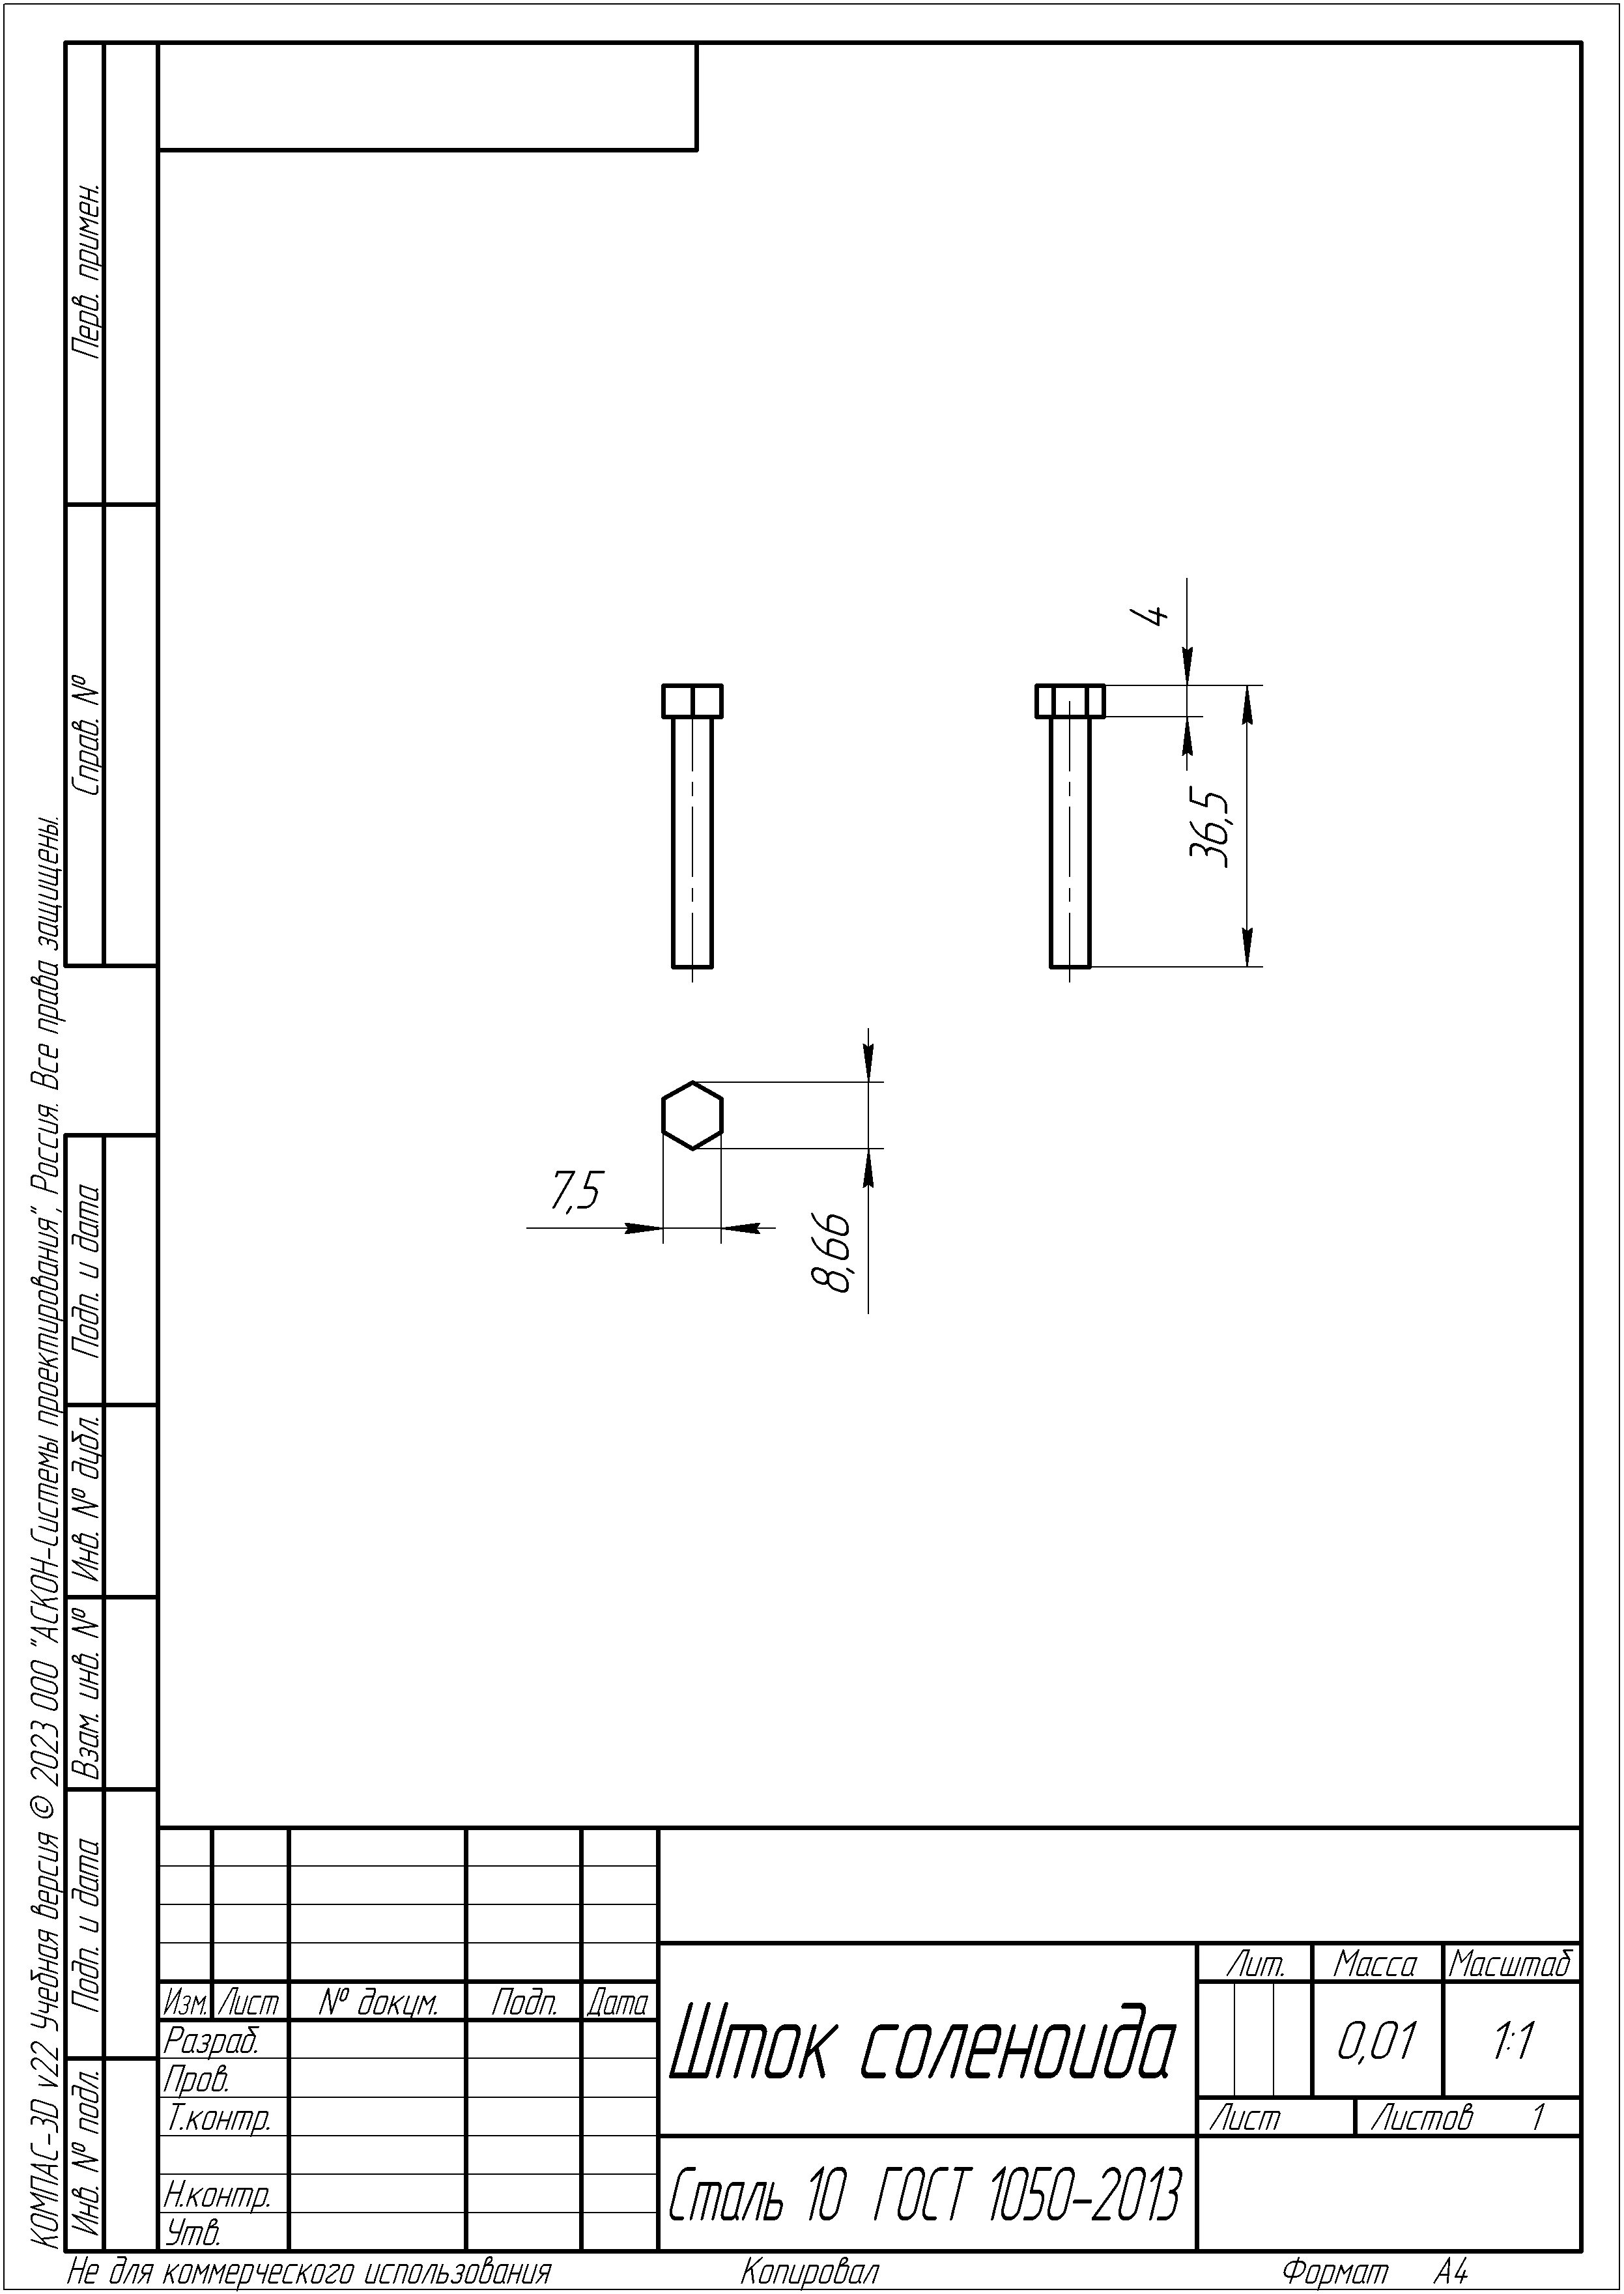 Перв. примен.
Справ. №
Подп. и дата
Инв. № дубл.
Взам. инв. №
Подп. и дата
Инв. № подл.
КОМПАС-3D v22 Учебная версия © 2023 ООО "АСКОН-Системы проектирования", Россия. Все права защищены.
4
36,5
7,5
8,66
Изм. Лист № докум. Подп. Дата
Разраб.
Пров.
Т.контр.
Н.контр.
Утв.
Шток соленоида
Лит. Масса Масштаб
0,01 1:1
Лист Листов 1
Сталь 10 ГОСТ 1050-2013
Не для коммерческого использования Копировал Формат А4